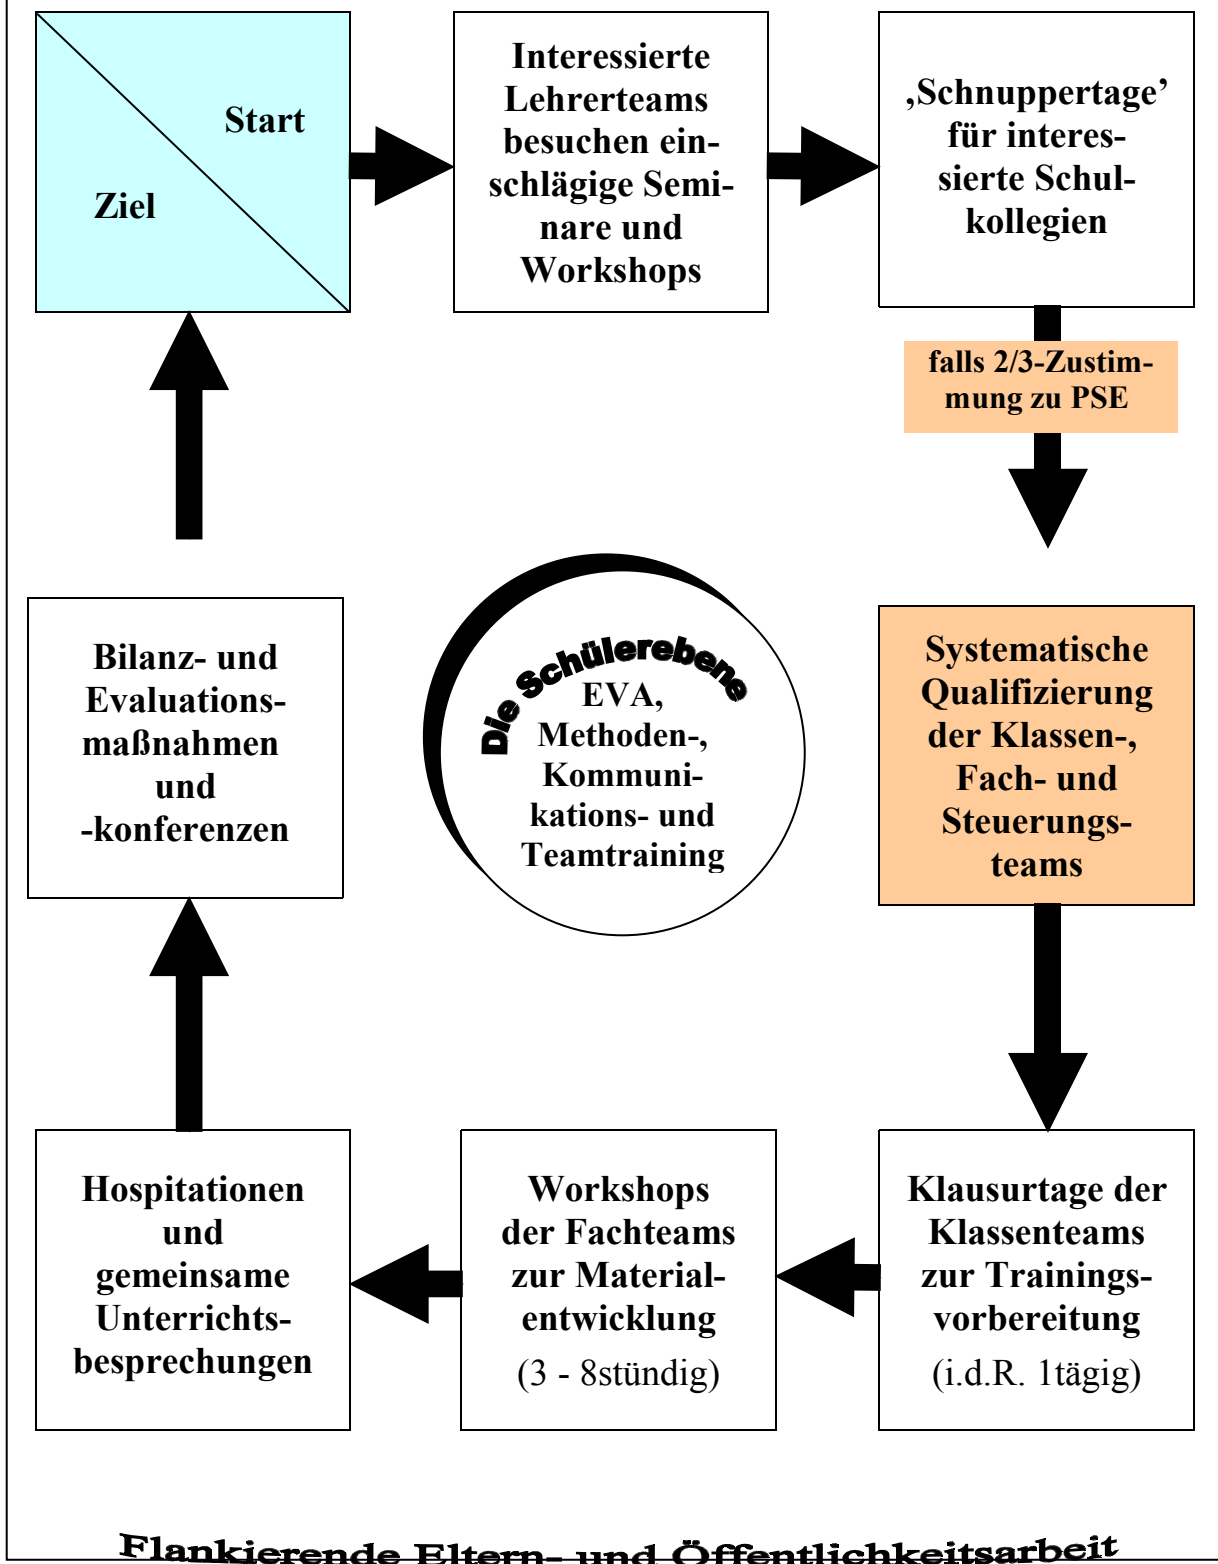 Start
Ziel
Interessierte
Lehrerteams
besuchen ein-
schlägige Semi-
nare und
Workshops
‚Schnuppertage’
für interes-
sierte Schul-
kollegien
falls 2/3-Zustim-
mung zu PSE
Systematische
Qualifizierung
der Klassen-,
Fach- und
Steuerungs-
teams
Klausurtage der
Klassenteams
zur Trainings-
vorbereitung
(i.d.R. 1tägig)
Workshops
der Fachteams
zur Material-
entwicklung
(3 - 8stündig)
Hospitationen
und
gemeinsame
Unterrichts-
besprechungen
Bilanz- und
Evaluations-
maßnahmen
und
-konferenzen
Die Schülerebene
EVA,
Methoden-,
Kommuni-
kations- und
Teamtraining
Flankierende Eltern- und Öffentlichkeitsarbeit